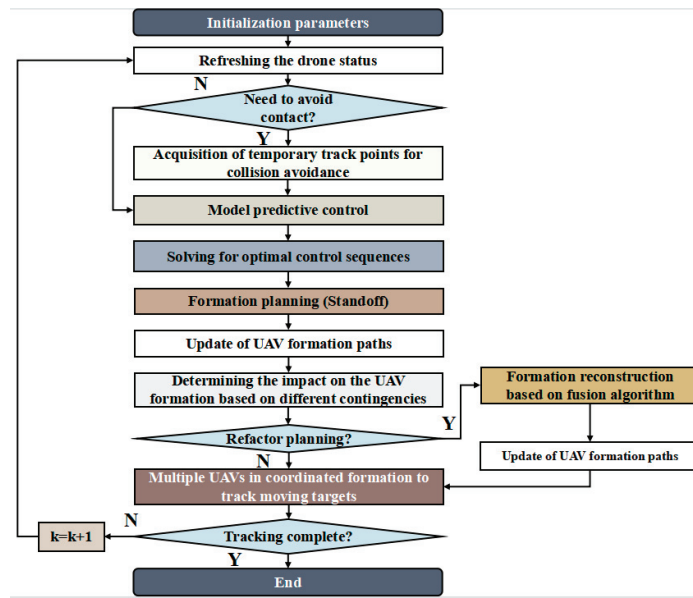 Initialization parameters
Refreshing the drone status
N
Need to avoid
contact?
Y
Acquisition of temporary track points for
collision avoidance
Model predictive control
Solving for optimal control sequences
Formation planning (Standoff)
Update of UAV formation paths
Determining the impact on the UAV
formation based on different contingencies
Refactor planning?
Y
Formation reconstruction
based on fusion algorithm
Update of UAV formation paths
N
Multiple UAVs in coordinated formation to
track moving targets
Tracking complete?
N
k=k+1
Y
End